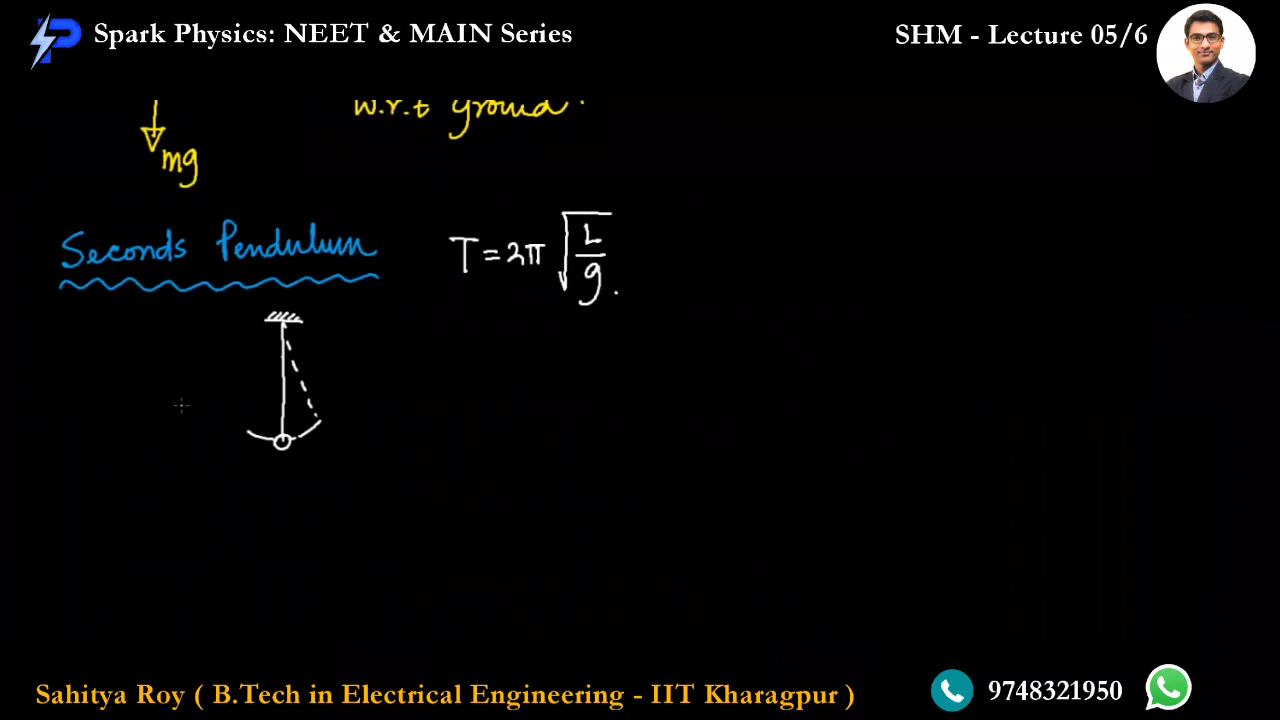 Spark Physics: NEET & MAIN Series
SHM - Lecture 05/6
w.r.t ground.
mg
Seconds Pendulum
T = 2π √(L/g).
Sahitya Roy ( B.Tech in Electrical Engineering - IIT Kharagpur )
9748321950